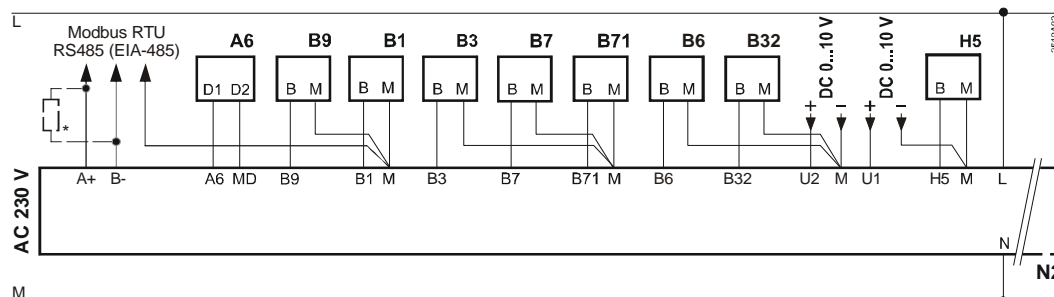 L
Modbus RTU
RS485 (EIA-485)
A6 B9 B1 B3 B7 B71 B6 B32 DC 0...10 V DC 0...10 V H5
D1 D2 B M B M B M B M B M B M B M + – + – B M
*
A+ B- A6 MD B9 B1 M B3 B7 B71 M B6 B32 U2 M U1 H5 M L
AC 230 V
N
N2
M